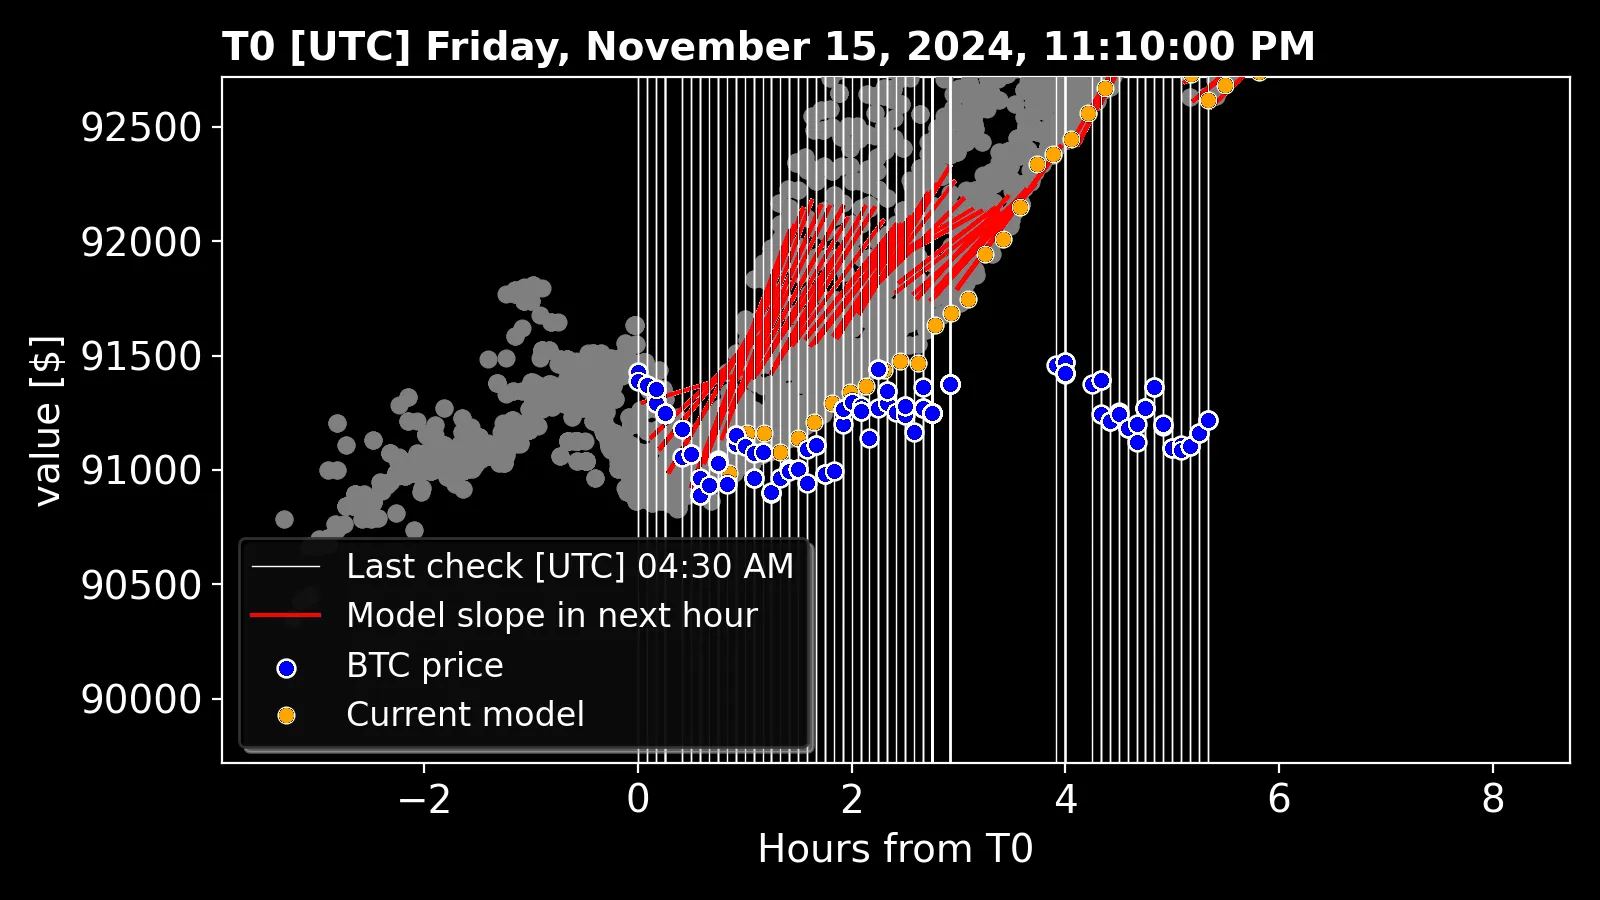 T0 [UTC] Friday, November 15, 2024, 11:10:00 PM
value [$]
92500
92000
91500
91000
90500
90000
Last check [UTC] 04:30 AM
Model slope in next hour
BTC price
Current model
−2 0 2 4 6 8
Hours from T0